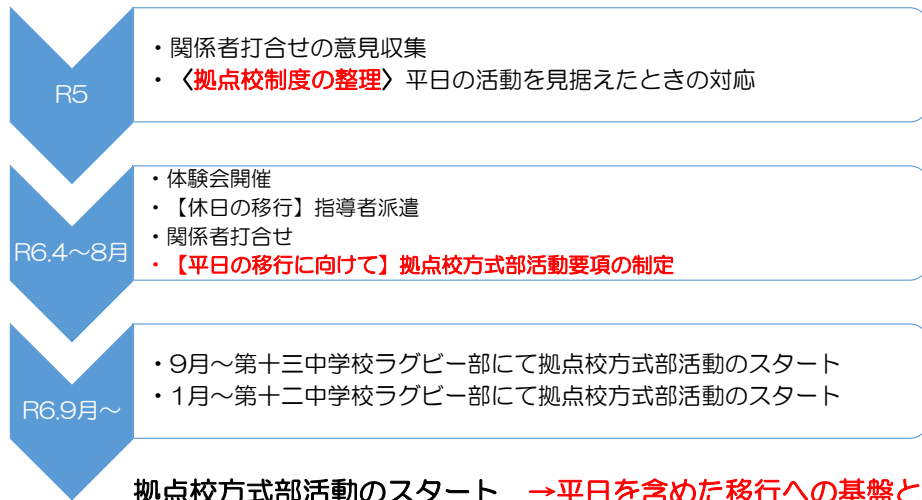 R5
・関係者打合せの意見収集
・〈拠点校制度の整理〉平日の活動を見据えたときの対応
R6.4～8月
・体験会開催
・【休日の移行】指導者派遣
・関係者打合せ
・【平日の移行に向けて】拠点校方式部活動要項の制定
R6.9月～
・9月～第十三中学校ラグビー部にて拠点校方式部活動のスタート
・1月～第十二中学校ラグビー部にて拠点校方式部活動のスタート
拠点校方式部活動のスタート　→平日を含めた移行への基盤と